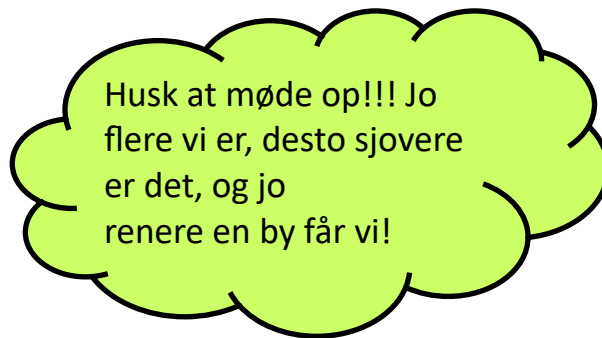 Husk at møde op!!! Jo
flere vi er, desto sjovere
er det, og jo
renere en by får vi!